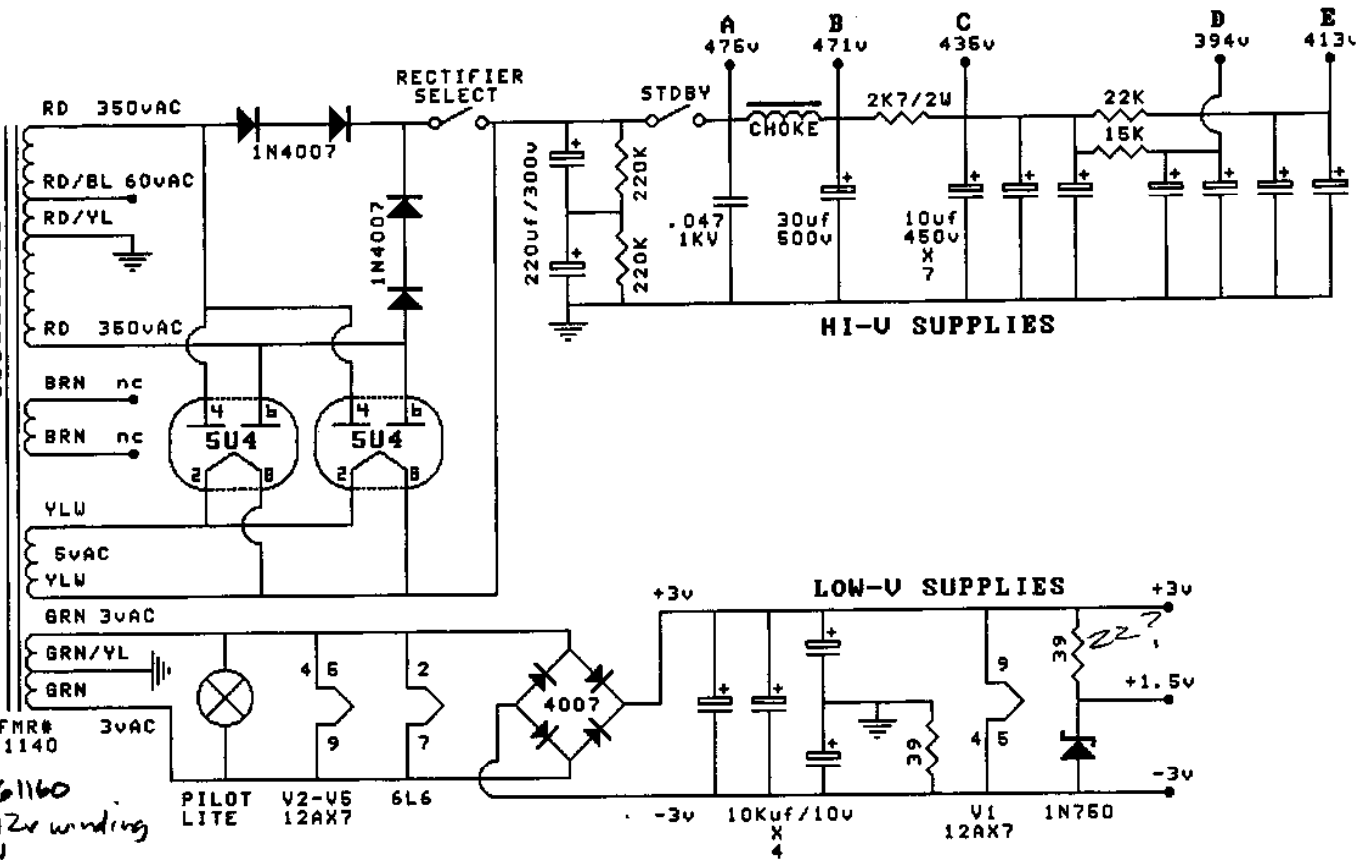 A
476v
B
471v
C
436v
D
394v
E
413v
RECTIFIER
SELECT
STDBY
RD 350vAC
1N4007
CHOKE
2K7/2W
22K
15K
RD/BL 60vAC
RD/YL
1N4007
220uf/300v
220K
220K
.047
1KV
30uf
500v
10uf
450v
X
7
RD 350vAC
HI-V SUPPLIES
BRN nc
BRN nc
4 6
5U4
2 8
4 6
5U4
2 8
YLW
5vAC
YLW
GRN 3vAC
GRN/YL
GRN
3vAC
LOW-V SUPPLIES
+3v
+3v
39
22?
+1.5v
4 5
9
2
7
4007
39
9
4 5
-3v
FMR#
1140
61160
winding
PILOT
LITE
V2-V5
12AX7
6L6
-3v
10Kuf/10v
X
4
V1
12AX7
1N750